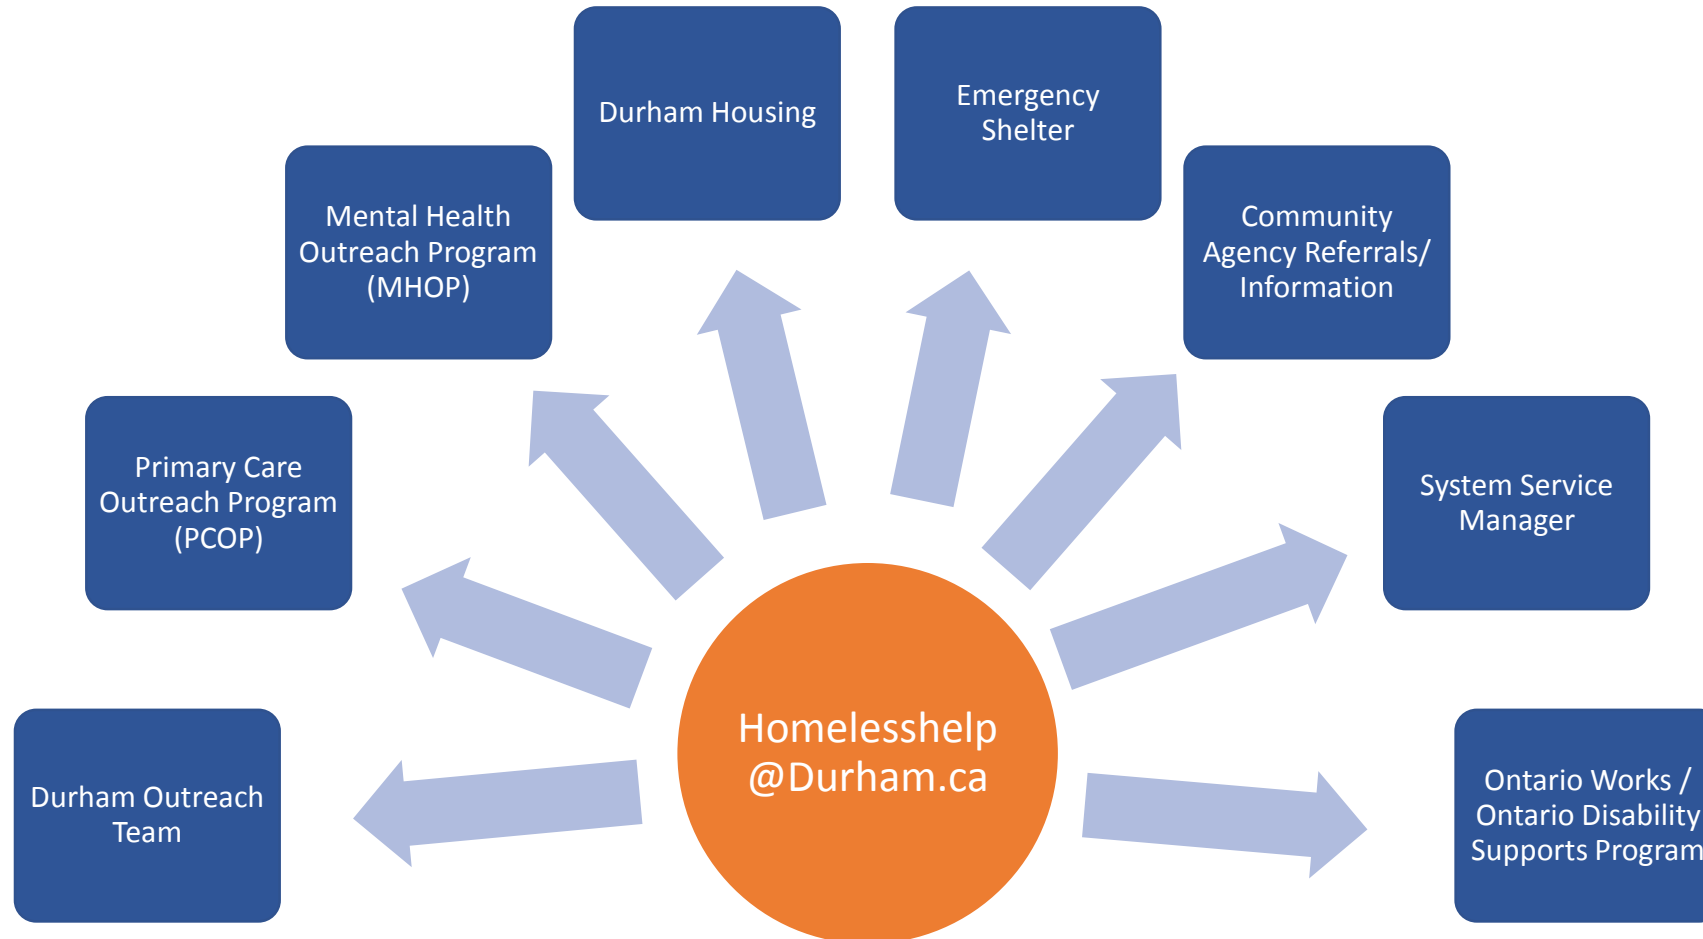 Durham Housing
Emergency
Shelter
Mental Health
Outreach Program
(MHOP)
Community
Agency Referrals/
Information
Primary Care
Outreach Program
(PCOP)
System Service
Manager
Durham Outreach
Team
Homelesshelp
@Durham.ca
Ontario Works /
Ontario Disability
Supports Program